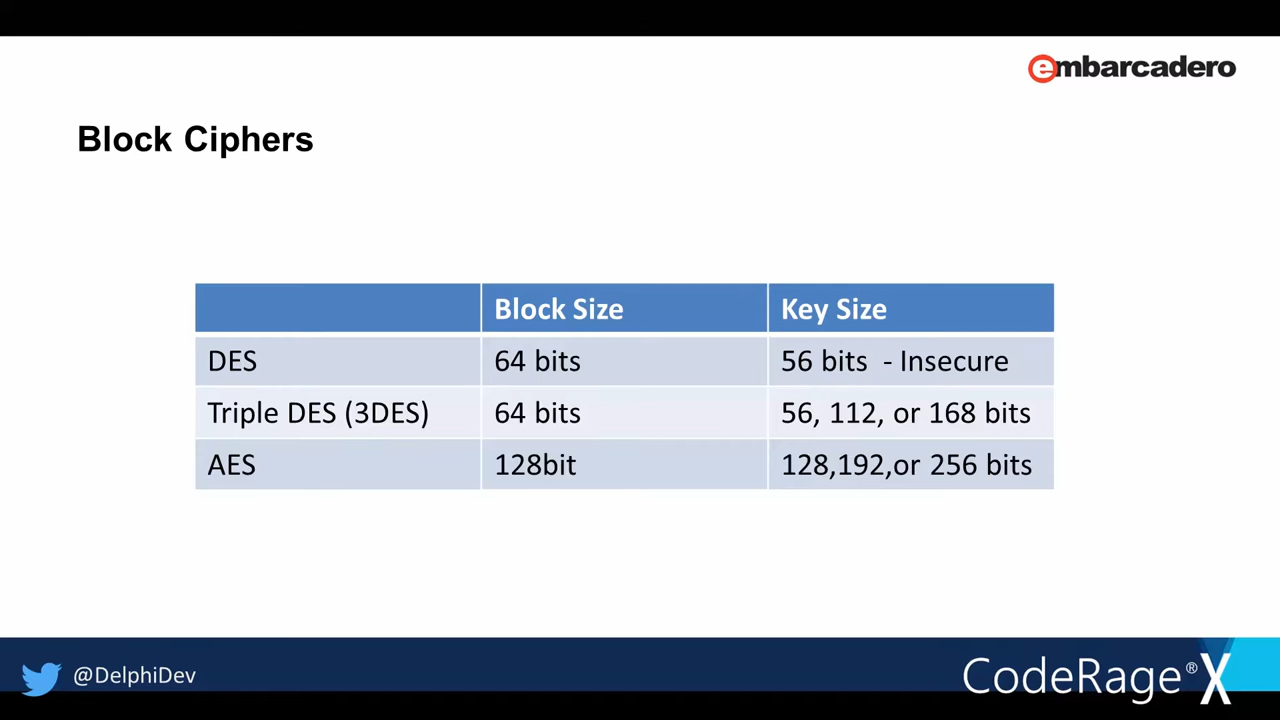 embarcadero
Block Ciphers
Block Size Key Size
DES 64 bits 56 bits - Insecure
Triple DES (3DES) 64 bits 56, 112, or 168 bits
AES 128bit 128,192,or 256 bits
@DelphiDev
CodeRage® X